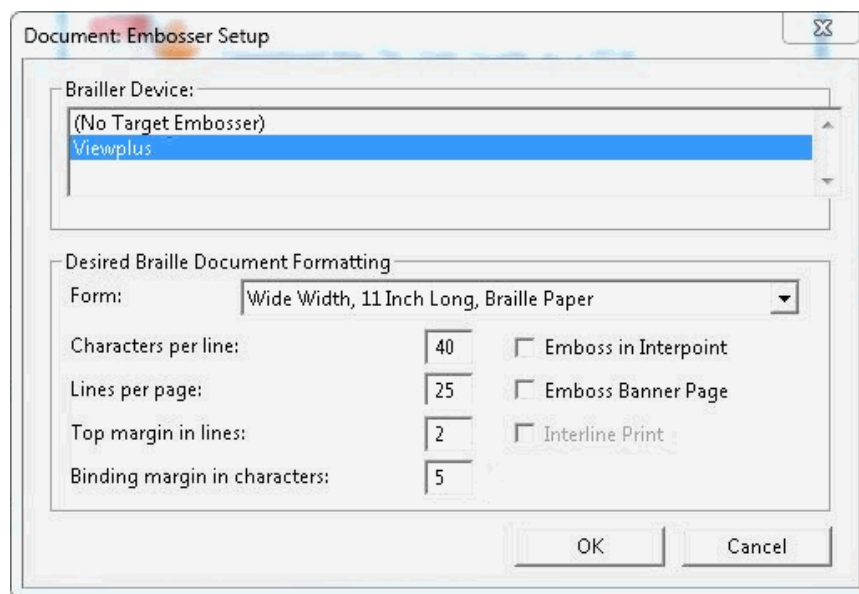 Document: Embosser Setup
Brailler Device:
(No Target Embosser)
Viewplus
Desired Braille Document Formatting
Form: Wide Width, 11 Inch Long, Braille Paper
Characters per line: 40 Emboss in Interpoint
Lines per page: 25 Emboss Banner Page
Top margin in lines: 2 Interline Print
Binding margin in characters: 5
OK Cancel